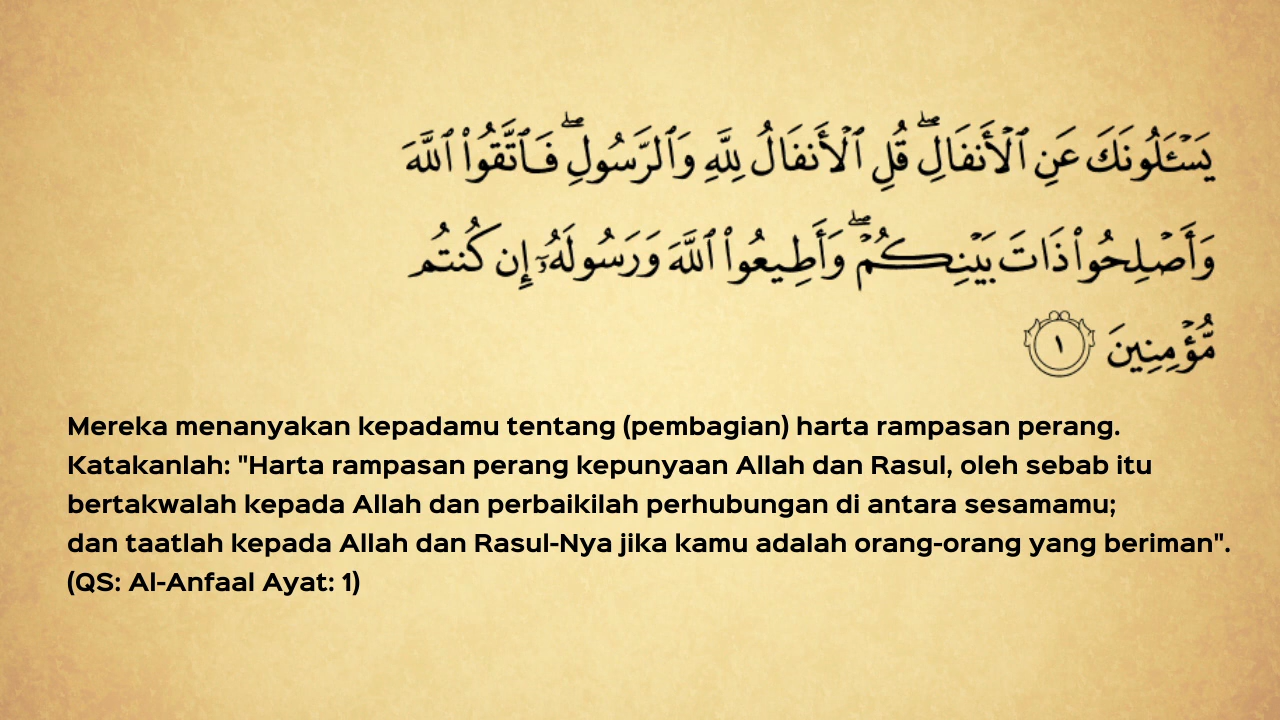 يَسْـَٔلُونَكَ عَنِ ٱلْأَنفَالِ ۖ قُلِ ٱلْأَنفَالُ لِلَّهِ وَٱلرَّسُولِ ۖ فَٱتَّقُوا۟ ٱللَّهَ
وَأَصْلِحُوا۟ ذَاتَ بَيْنِكُمْ ۖ وَأَطِيعُوا۟ ٱللَّهَ وَرَسُولَهُۥٓ إِن كُنتُم
مُّؤْمِنِينَ ١
Mereka menanyakan kepadamu tentang (pembagian) harta rampasan perang.
Katakanlah: "Harta rampasan perang kepunyaan Allah dan Rasul, oleh sebab itu
bertakwalah kepada Allah dan perbaikilah perhubungan di antara sesamamu;
dan taatlah kepada Allah dan Rasul-Nya jika kamu adalah orang-orang yang beriman".
(QS: Al-Anfaal Ayat: 1)